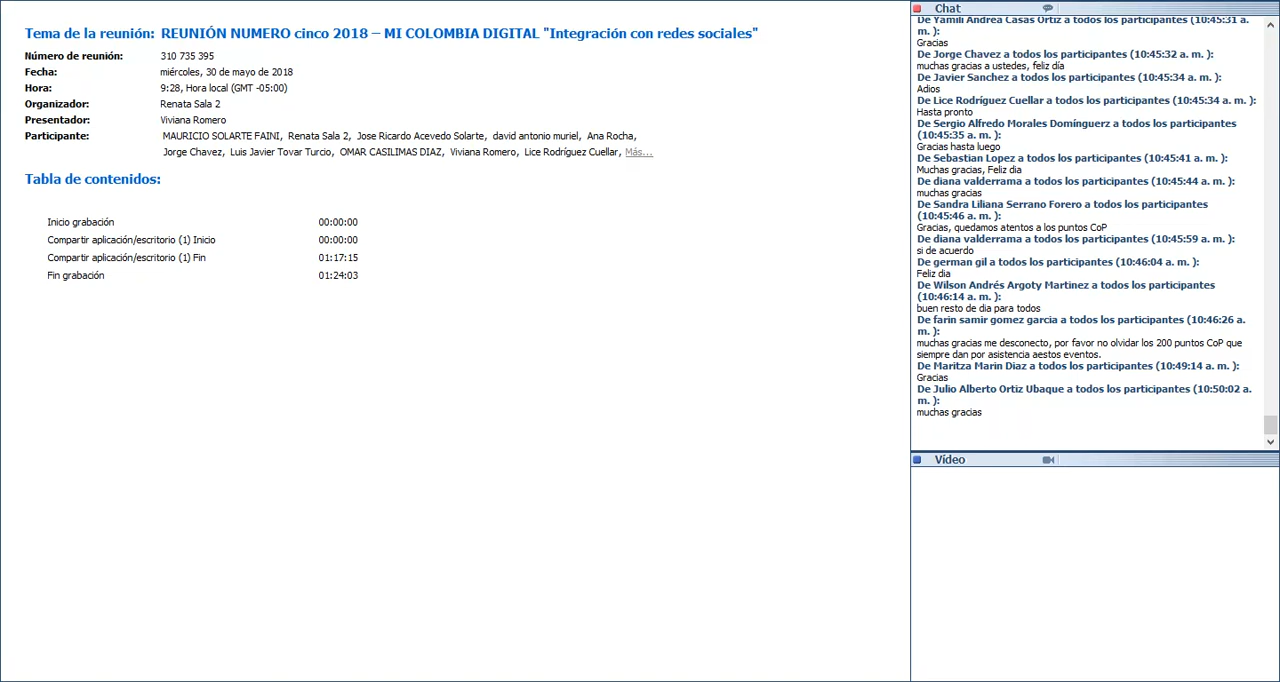 Tema de la reunión: REUNIÓN NUMERO cinco 2018 – MI COLOMBIA DIGITAL "Integración con redes sociales"
Número de reunión: 310 735 395
Fecha: miércoles, 30 de mayo de 2018
Hora: 9:28, Hora local (GMT -05:00)
Organizador: Renata Sala 2
Presentador: Viviana Romero
Participante: MAURICIO SOLARTE FAINI, Renata Sala 2, Jose Ricardo Acevedo Solarte, david antonio muriel, Ana Rocha,
Jorge Chavez, Luis Javier Tovar Turcio, OMAR CASILIMAS DIAZ, Viviana Romero, Lice Rodríguez Cuellar, Más...
Tabla de contenidos:
Inicio grabación 00:00:00
Compartir aplicación/escritorio (1) Inicio 00:00:00
Compartir aplicación/escritorio (1) Fin 01:17:15
Fin grabación 01:24:03
Chat
De Yamili Andrea Casas Ortiz a todos los participantes (10:45:31 a.
m. ):
Gracias
De Jorge Chavez a todos los participantes (10:45:32 a. m. ):
muchas gracias a ustedes, feliz día
De Javier Sanchez a todos los participantes (10:45:34 a. m. ):
Adios
De Lice Rodríguez Cuellar a todos los participantes (10:45:34 a. m. ):
Hasta pronto
De Sergio Alfredo Morales Domínguerz a todos los participantes
(10:45:35 a. m. ):
Gracias hasta luego
De Sebastian Lopez a todos los participantes (10:45:41 a. m. ):
Muchas gracias, Feliz dia
De diana valderrama a todos los participantes (10:45:44 a. m. ):
muchas gracias
De Sandra Liliana Serrano Forero a todos los participantes
(10:45:46 a. m. ):
Gracias, quedamos atentos a los puntos CoP
De diana valderrama a todos los participantes (10:45:59 a. m. ):
si de acuerdo
De german gil a todos los participantes (10:46:04 a. m. ):
Feliz dia
De Wilson Andrés Argoty Martinez a todos los participantes
(10:46:14 a. m. ):
buen resto de dia para todos
De farin samir gomez garcia a todos los participantes (10:46:26 a.
m. ):
muchas gracias me desconecto, por favor no olvidar los 200 puntos CoP que
siempre dan por asistencia aestos eventos.
De Maritza Marin Diaz a todos los participantes (10:49:14 a. m. ):
Gracias
De Julio Alberto Ortiz Ubaque a todos los participantes (10:50:02 a.
m. ):
muchas gracias
Vídeo